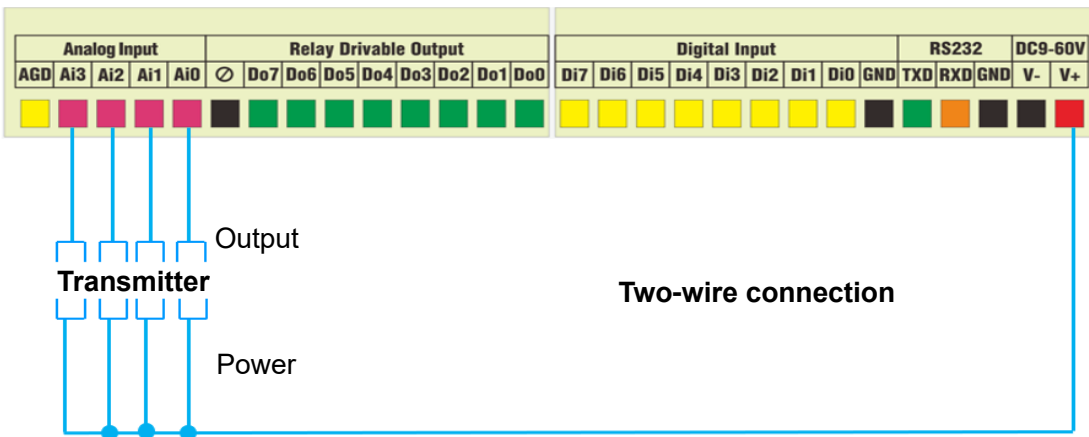 Analog Input Relay Drivable Output Digital Input RS232 DC9-60V
AGD Ai3 Ai2 Ai1 Ai0 ⊘ Do7 Do6 Do5 Do4 Do3 Do2 Do1 Do0 Di7 Di6 Di5 Di4 Di3 Di2 Di1 Di0 GND TXD RXD GND V- V+
Output
Transmitter
Two-wire connection
Power